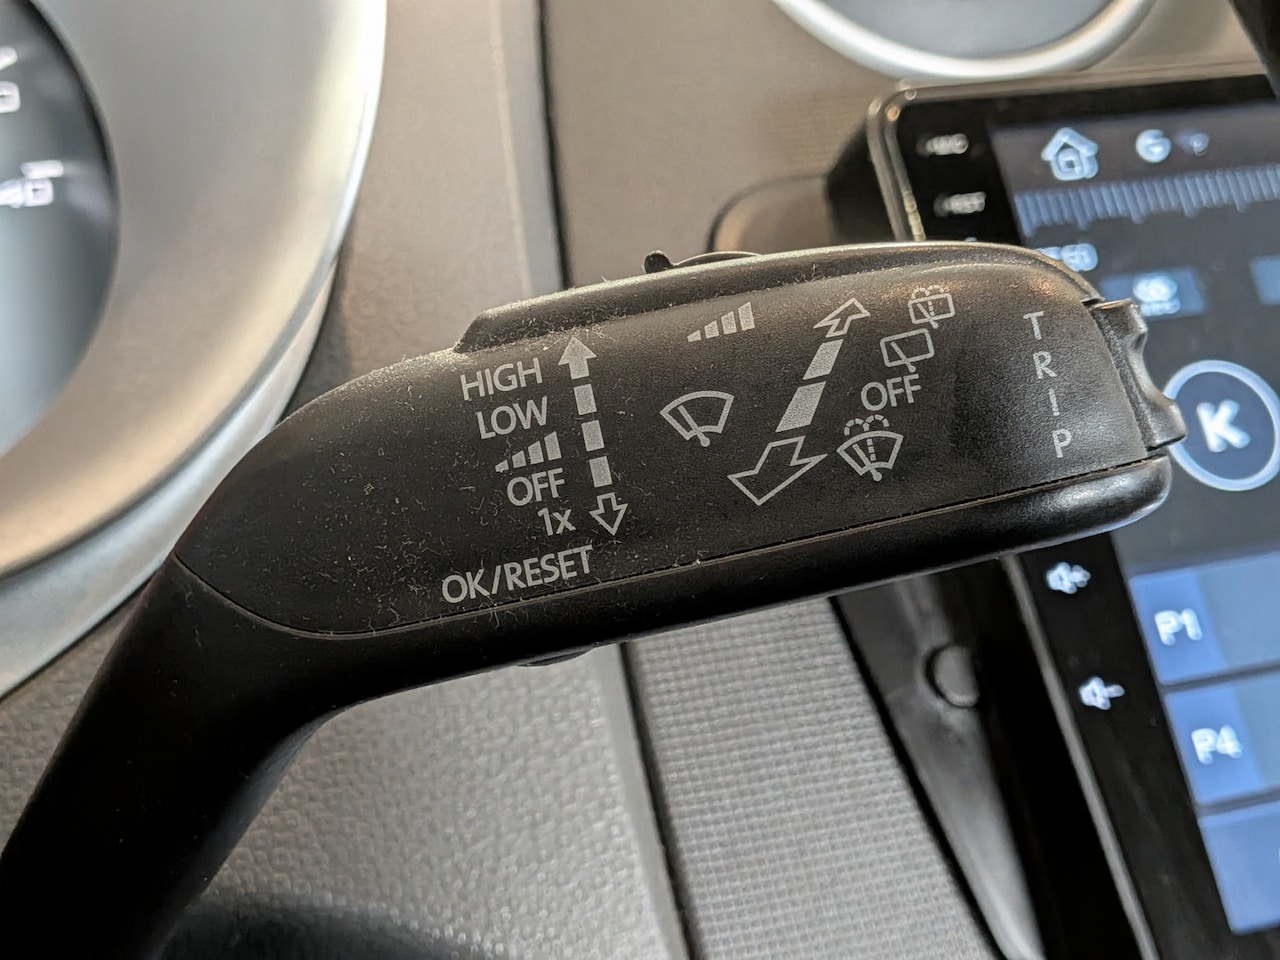 HIGH
LOW
OFF
1x
OK/RESET
OFF
TRIP
K
P1
P4